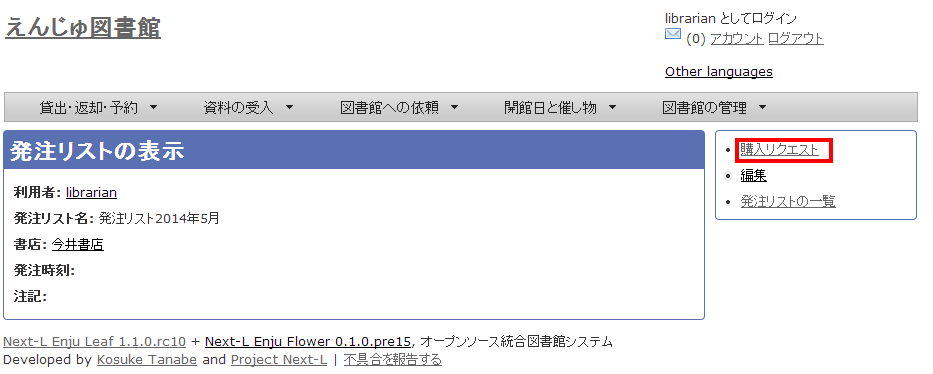 えんじゅ図書館
librarian としてログイン
(0) アカウント ログアウト
Other languages
貸出・返却・予約 ▼ 資料の受入 ▼ 図書館への依頼 ▼ 開館日と催し物 ▼ 図書館の管理 ▼
発注リストの表示
利用者: librarian
発注リスト名: 発注リスト2014年5月
書店: 今井書店
発注時刻:
注記:
• 購入リクエスト
• 編集
• 発注リストの一覧
Next-L Enju Leaf 1.1.0.rc10 + Next-L Enju Flower 0.1.0.pre15, オープンソース統合図書館システム
Developed by Kosuke Tanabe and Project Next-L | 不具合を報告する